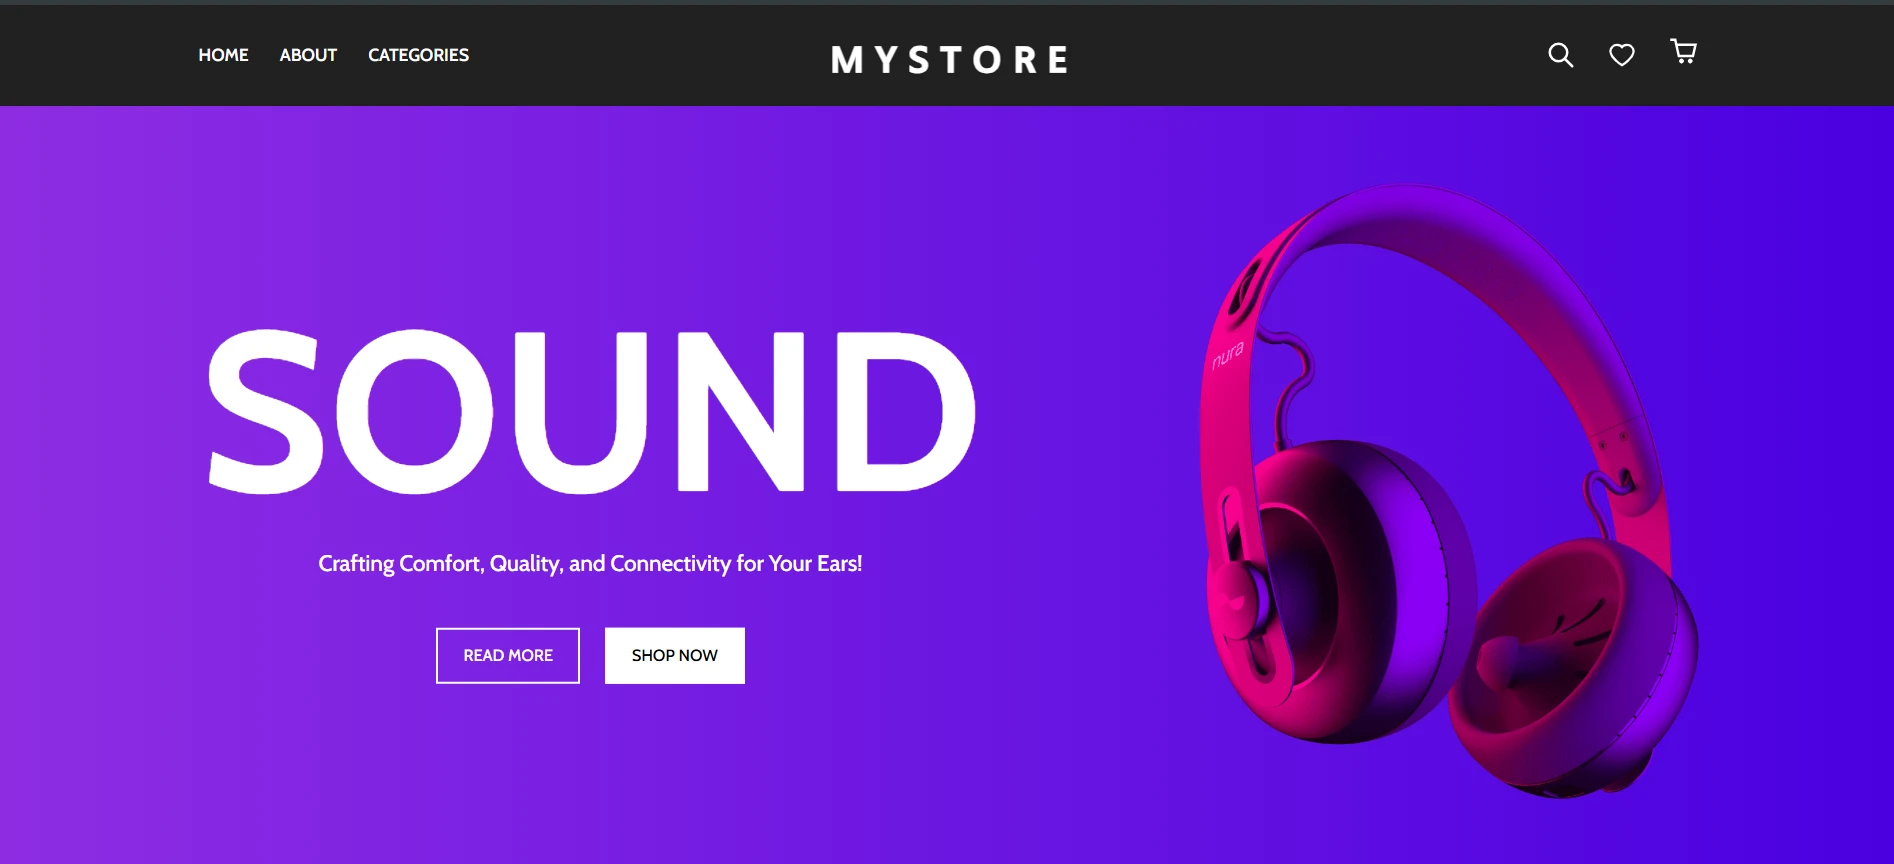 HOME ABOUT CATEGORIES MYSTORE
SOUND
nura
Crafting Comfort, Quality, and Connectivity for Your Ears!
READ MORE SHOP NOW